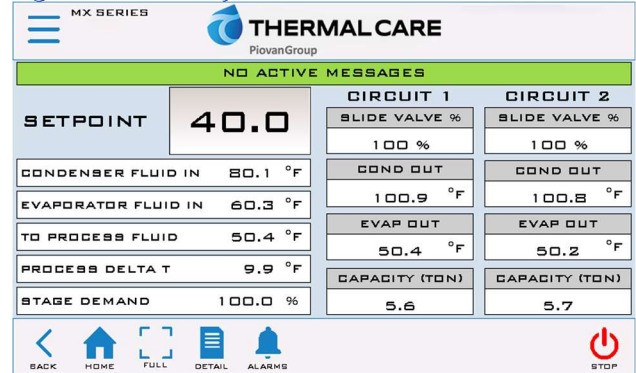 MX SERIES
THERMALCARE
PiovanGroup
NO ACTIVE MESSAGES
SETPOINT 40.0
CONDENSER FLUID IN 80.1 °F
EVAPORATOR FLUID IN 60.3 °F
TO PROCESS FLUID 50.4 °F
PROCESS DELTA T 9.9 °F
STAGE DEMAND 100.0 %
CIRCUIT 1
SLIDE VALVE %
100 %
COND OUT
100.9 °F
EVAP OUT
50.4 °F
CAPACITY (TON)
5.6
CIRCUIT 2
SLIDE VALVE %
100 %
COND OUT
100.8 °F
EVAP OUT
50.2 °F
CAPACITY (TON)
5.7
BACK HOME FULL DETAIL ALARMS STOP